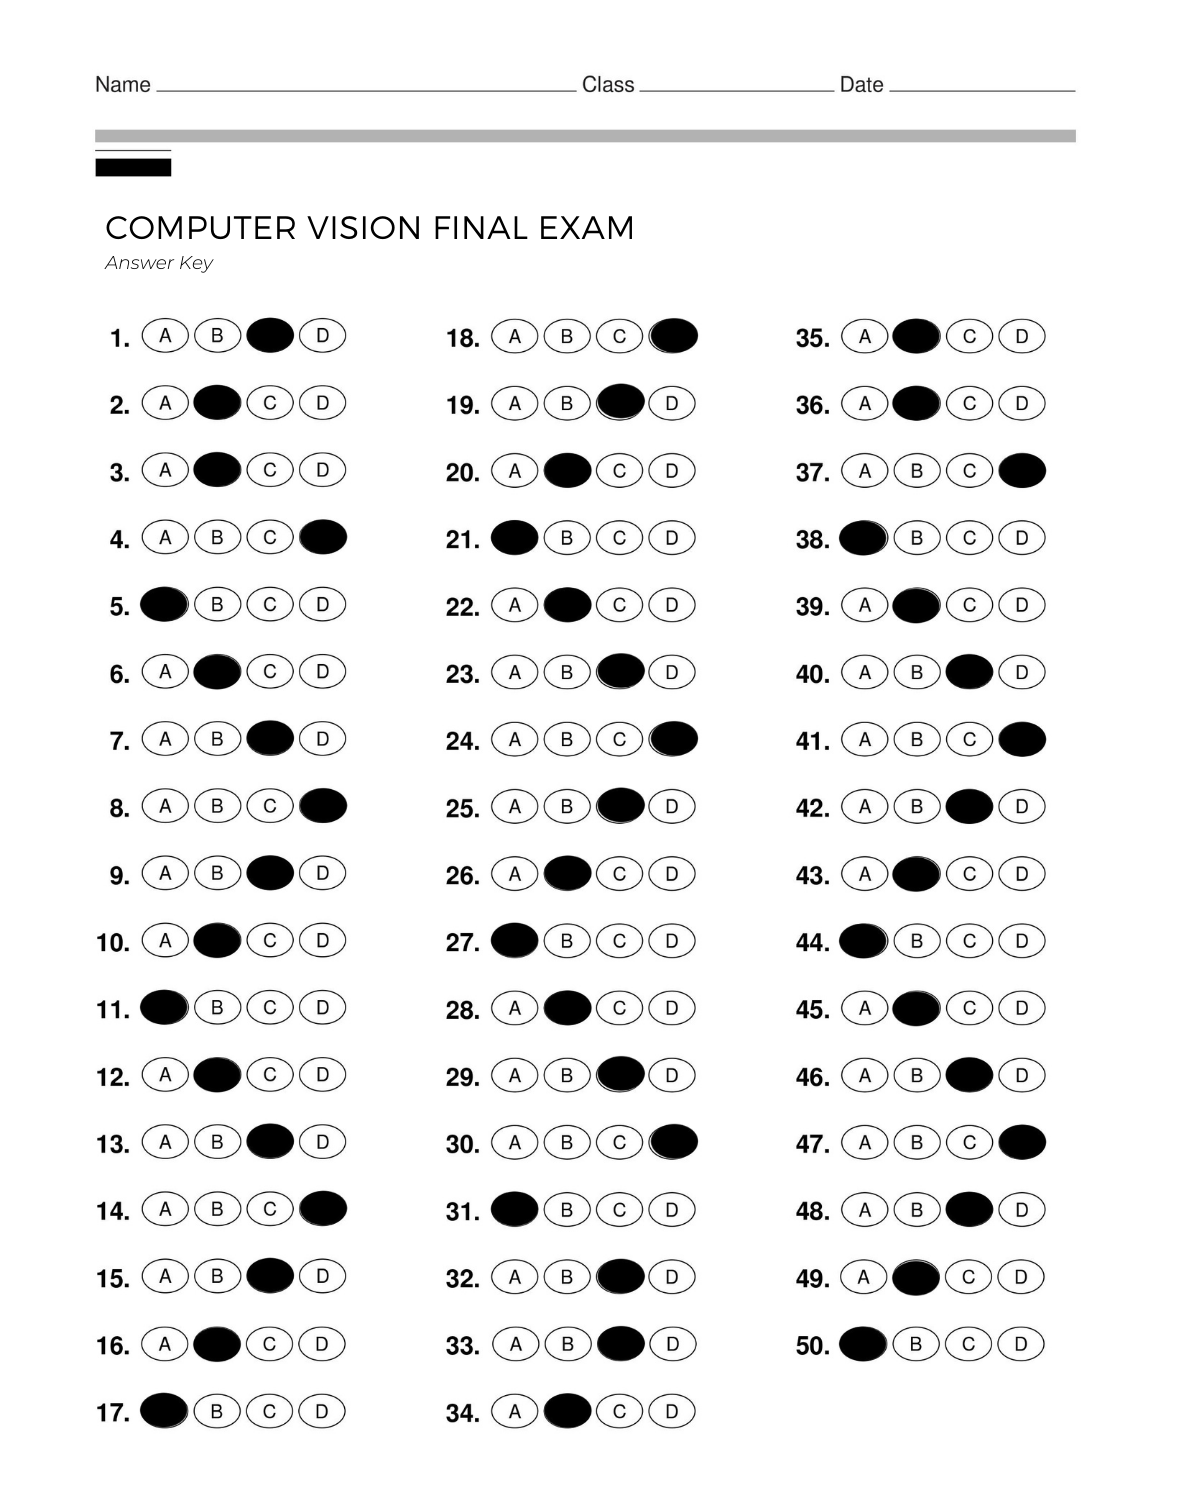 Name Class Date
COMPUTER VISION FINAL EXAM
Answer Key
1. A B D
2. A C D
3. A C D
4. A B C
5. B C D
6. A C D
7. A B D
8. A B C
9. A B D
10. A C D
11. B C D
12. A C D
13. A B D
14. A B C
15. A B D
16. A C D
17. B C D
18. A B C
19. A B D
20. A C D
21. B C D
22. A C D
23. A B D
24. A B C
25. A B D
26. A C D
27. B C D
28. A C D
29. A B D
30. A B C
31. B C D
32. A B D
33. A B D
34. A C D
35. A C D
36. A C D
37. A B C
38. B C D
39. A C D
40. A B D
41. A B C
42. A B D
43. A C D
44. B C D
45. A C D
46. A B D
47. A B C
48. A B D
49. A C D
50. B C D